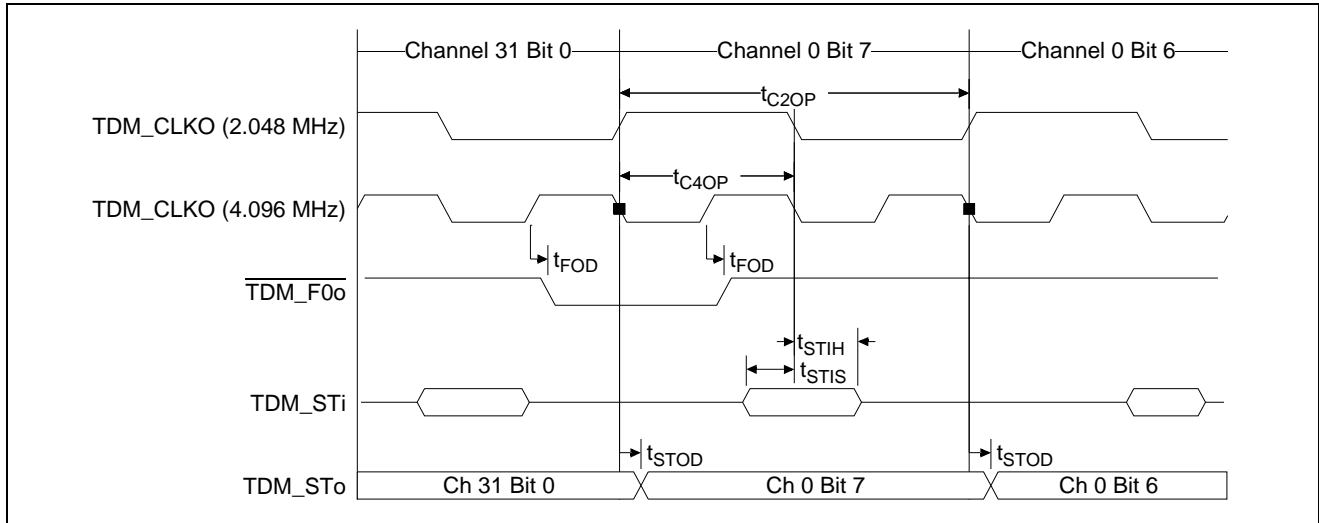 Channel 31 Bit 0 Channel 0 Bit 7 Channel 0 Bit 6
tC2OP
TDM_CLKO (2.048 MHz)
tC4OP
TDM_CLKO (4.096 MHz)
tFOD tFOD
TDM_F0o
tSTIH
tSTIS
TDM_STi
tSTOD tSTOD
TDM_STo Ch 31 Bit 0 Ch 0 Bit 7 Ch 0 Bit 6